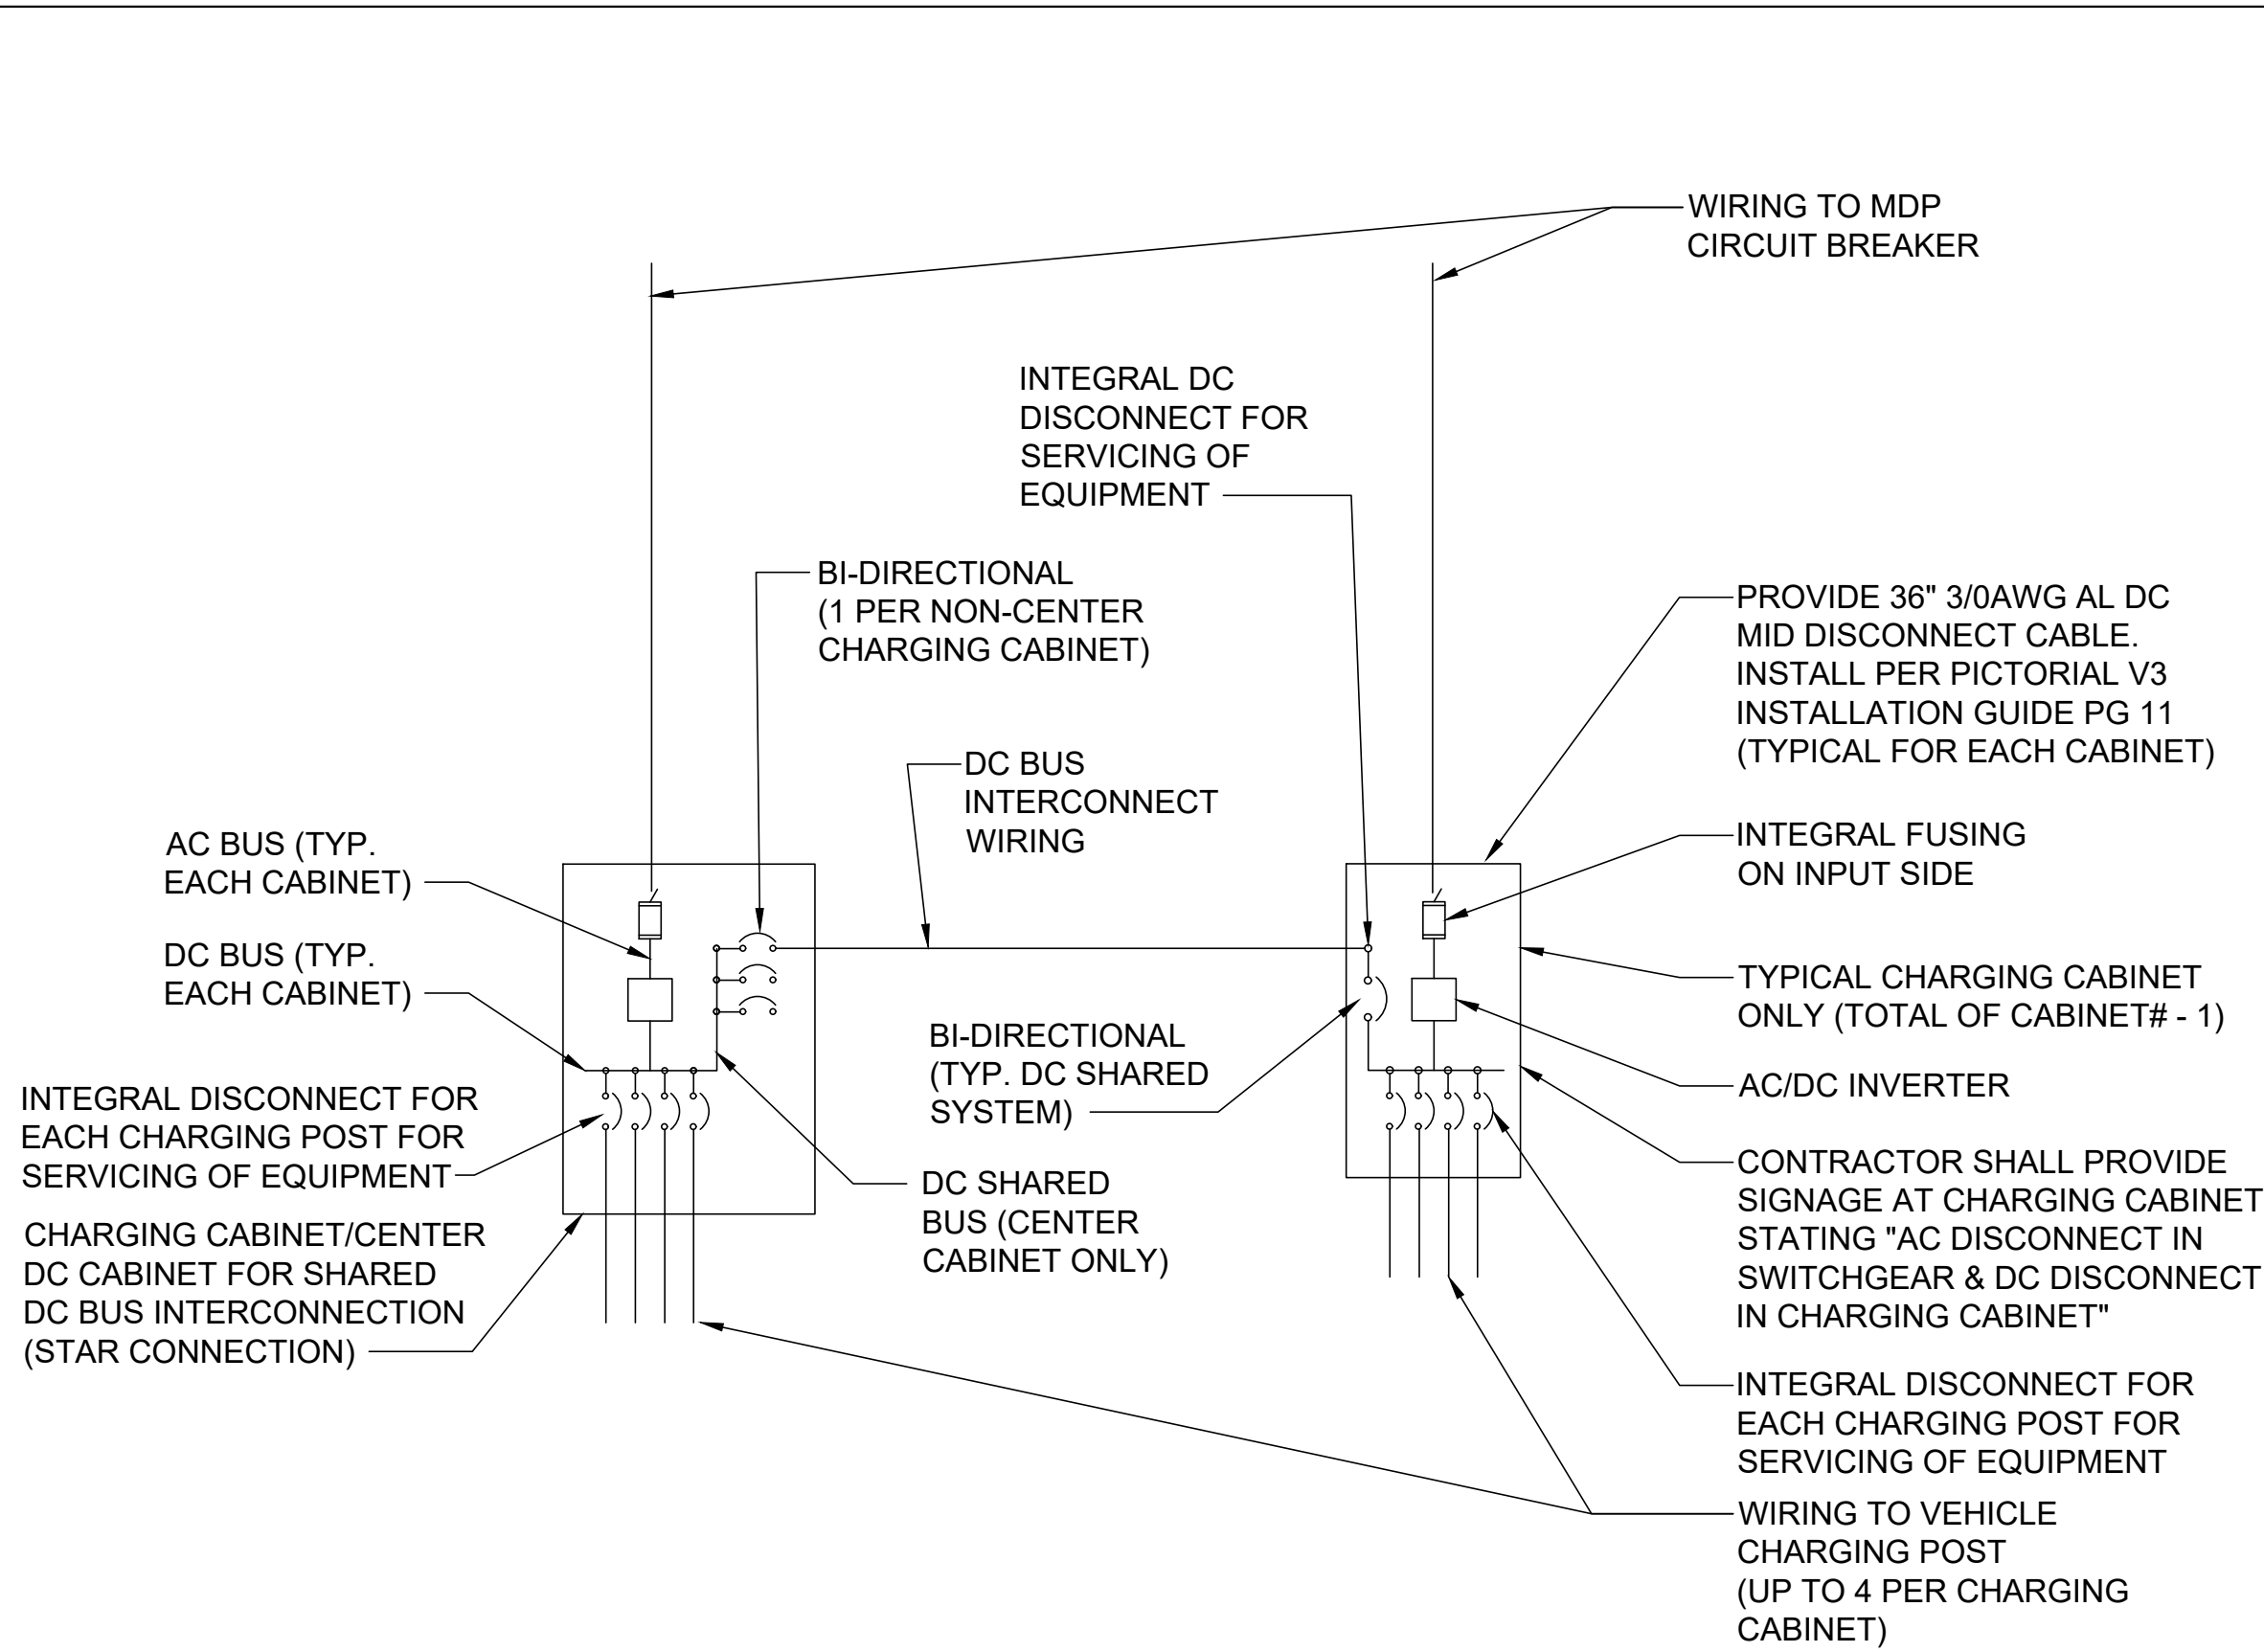 WIRING TO MDP
CIRCUIT BREAKER
INTEGRAL DC
DISCONNECT FOR
SERVICING OF
EQUIPMENT
BI-DIRECTIONAL
(1 PER NON-CENTER
CHARGING CABINET)
PROVIDE 36" 3/0AWG AL DC
MID DISCONNECT CABLE.
INSTALL PER PICTORIAL V3
INSTALLATION GUIDE PG 11
(TYPICAL FOR EACH CABINET)
DC BUS
INTERCONNECT
WIRING
AC BUS (TYP.
EACH CABINET)
INTEGRAL FUSING
ON INPUT SIDE
DC BUS (TYP.
EACH CABINET)
TYPICAL CHARGING CABINET
ONLY (TOTAL OF CABINET# - 1)
BI-DIRECTIONAL
(TYP. DC SHARED
SYSTEM)
AC/DC INVERTER
INTEGRAL DISCONNECT FOR
EACH CHARGING POST FOR
SERVICING OF EQUIPMENT
DC SHARED
BUS (CENTER
CABINET ONLY)
CONTRACTOR SHALL PROVIDE
SIGNAGE AT CHARGING CABINET
STATING "AC DISCONNECT IN
SWITCHGEAR & DC DISCONNECT
IN CHARGING CABINET"
CHARGING CABINET/CENTER
DC CABINET FOR SHARED
DC BUS INTERCONNECTION
(STAR CONNECTION)
INTEGRAL DISCONNECT FOR
EACH CHARGING POST FOR
SERVICING OF EQUIPMENT
WIRING TO VEHICLE
CHARGING POST
(UP TO 4 PER CHARGING
CABINET)